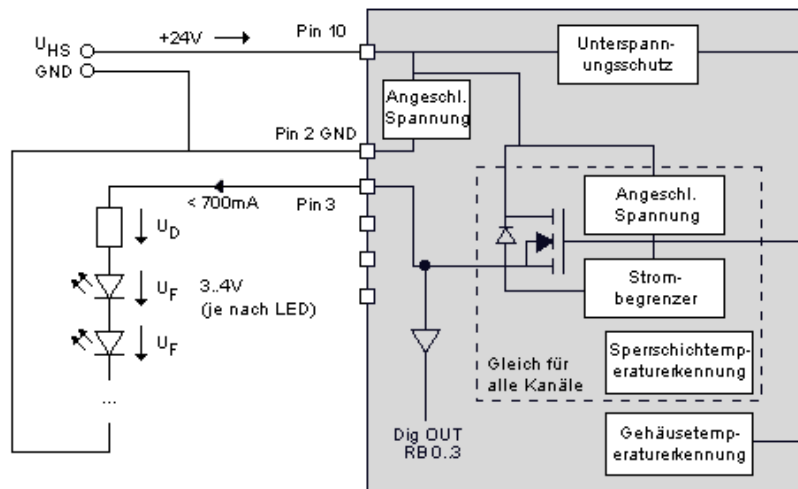 U_HS
+24V
Pin 10
GND
Unterspann-
ungsschutz
Angeschl.
Spannung
Pin 2 GND
<700mA
Pin 3
Angeschl.
Spannung
U_D
U_F
3..4V
(je nach LED)
U_F
Strom-
begrenzer
Gleich für
alle Kanäle
Sperrschichttemp-
eraturerkennung
...
Dig OUT
RB0..3
Gehäusetemp-
eraturerkennung